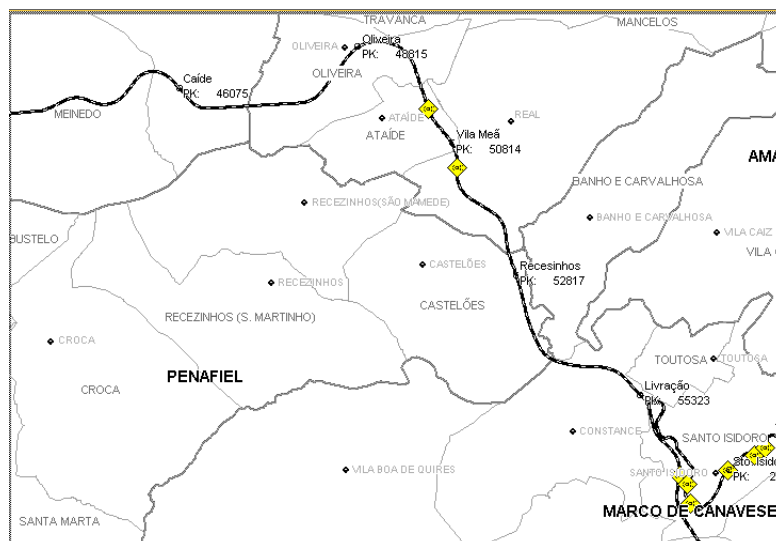 TRAVANCA
MANCELOS
OLIVEIRA
Oliveira
PK: 48815
OLIVEIRA
Caíde
PK: 46075
MEINEDO
ATAÍDE
ATAÍDE
REAL
Vila Meã
PK: 50814
AMA
BANHO E CARVALHOSA
RECEZINHOS(SÃO MAMEDE)
BANHO E CARVALHOSA
VILA CAIZ
BUSTELO
VILA C
CASTELÕES
Recesinhos
PK: 52817
RECEZINHOS
CASTELÕES
RECEZINHOS (S. MARTINHO)
CROCA
TOUTOSA
TOUTOSA
PENAFIEL
CROCA
Livração
PK: 55323
CONSTANCE
SANTO ISIDORO
VILA BOA DE QUIRES
SANTO ISIDORO
Sto.Isido
PK: 2
SANTA MARTA
MARCO DE CANAVESE